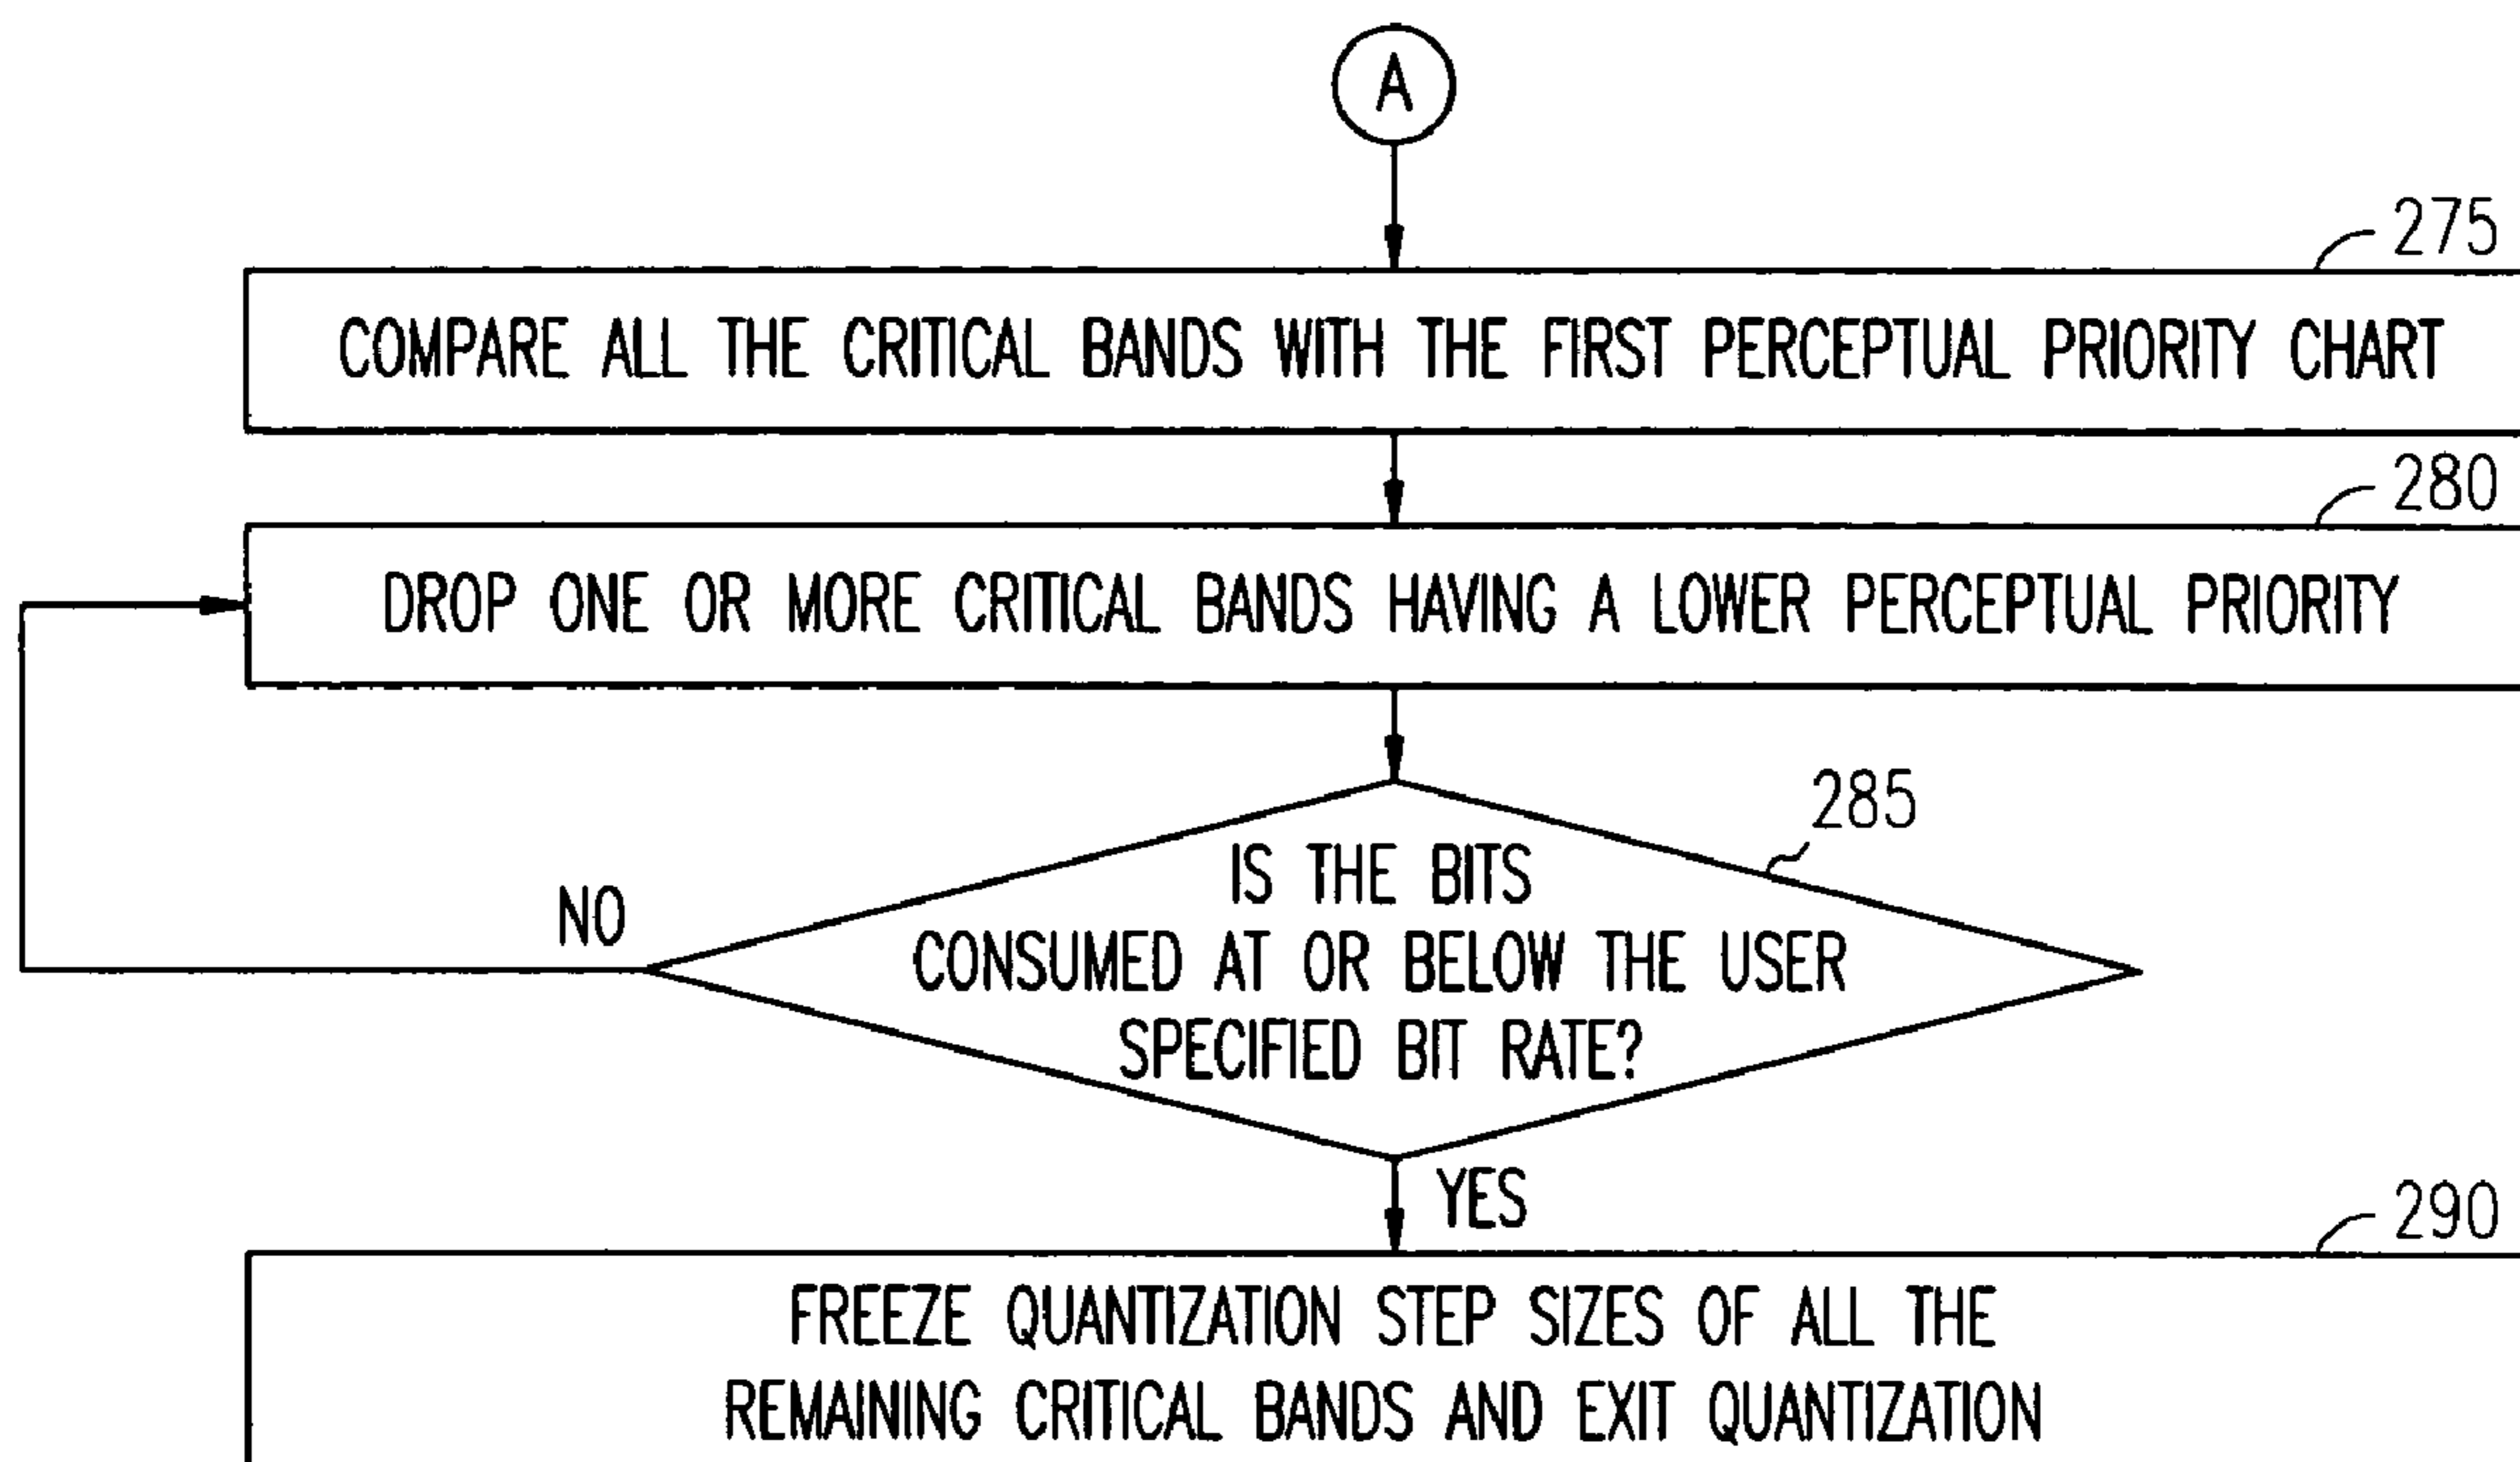 A
275
COMPARE ALL THE CRITICAL BANDS WITH THE FIRST PERCEPTUAL PRIORITY CHART
280
DROP ONE OR MORE CRITICAL BANDS HAVING A LOWER PERCEPTUAL PRIORITY
285
IS THE BITS
CONSUMED AT OR BELOW THE USER
SPECIFIED BIT RATE?
NO
YES
290
FREEZE QUANTIZATION STEP SIZES OF ALL THE
REMAINING CRITICAL BANDS AND EXIT QUANTIZATION